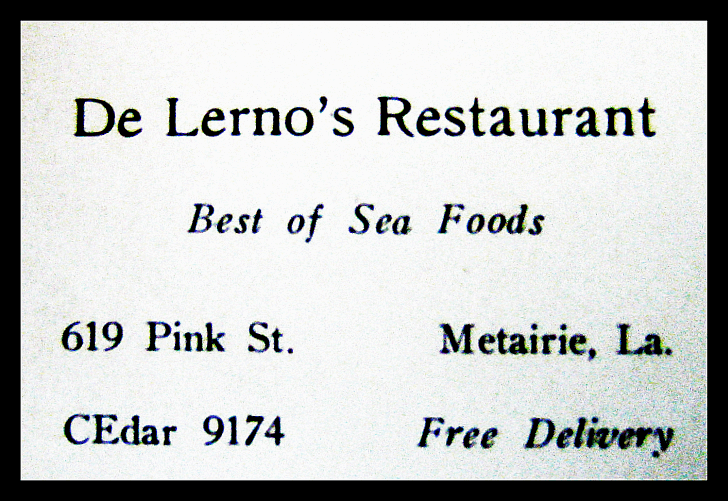 De Lerno's Restaurant
Best of Sea Foods
619 Pink St. Metairie, La.
CEdar 9174 Free Delivery